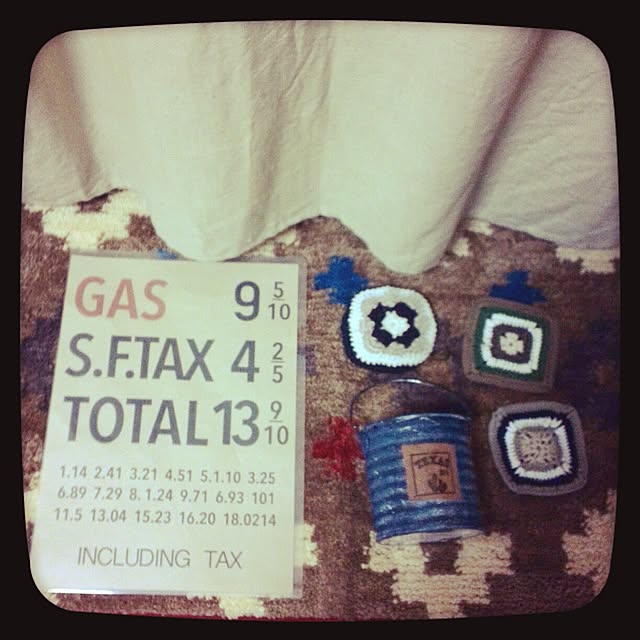 GAS 9 5/10
S.F.TAX 4 2/5
TOTAL 13 9/10
1.14 2.41 3.21 4.51 5.1.10 3.25
6.89 7.29 8.1.24 9.71 6.93 101
11.5 13.04 15.23 16.20 18.0214
INCLUDING TAX
TEXAS